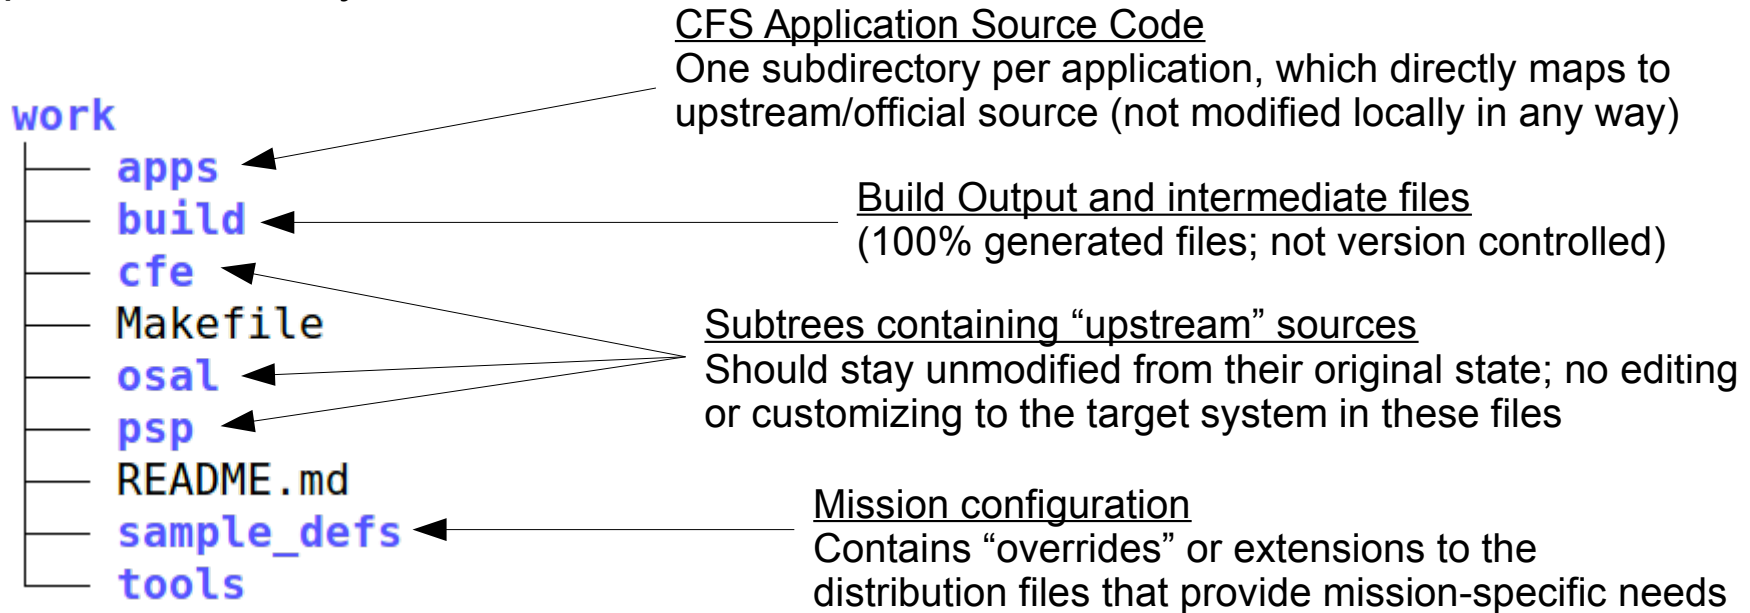 CFS Application Source Code
One subdirectory per application, which directly maps to
upstream/official source (not modified locally in any way)
work
apps
build
cfe
Makefile
osal
psp
README.md
sample_defs
tools
Build Output and intermediate files
(100% generated files; not version controlled)
Subtrees containing “upstream” sources
Should stay unmodified from their original state; no editing
or customizing to the target system in these files
Mission configuration
Contains “overrides” or extensions to the
distribution files that provide mission-specific needs